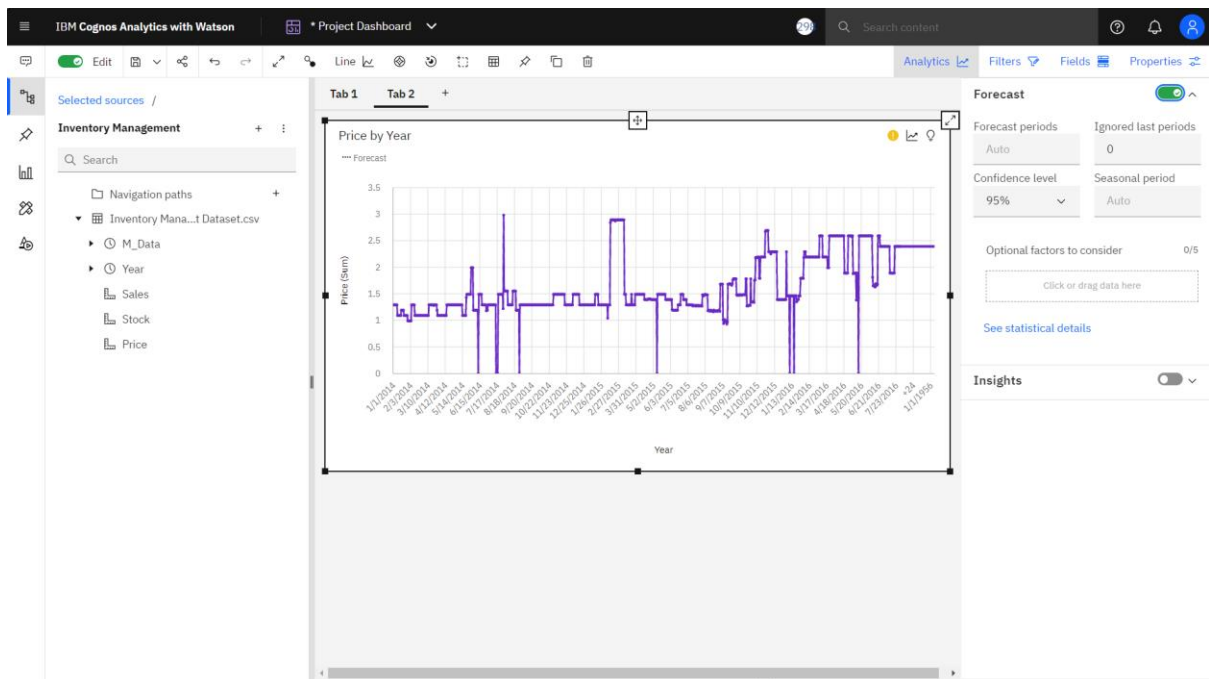 IBM Cognos Analytics with Watson
* Project Dashboard
Search content
Edit
Line
Analytics
Filters
Fields
Properties
Selected sources /
Inventory Management
Search
Navigation paths
Inventory Mana...t Dataset.csv
M_Data
Year
Sales
Stock
Price
Tab 1 Tab 2 +
Price by Year
Forecast
3.5
3
2.5
2
1.5
1
0.5
0
Price (Sum)
1/1/2014 2/3/2014 3/10/2014 4/12/2014 5/14/2014 6/15/2014 7/17/2014 8/18/2014 9/20/2014 10/22/2014 11/23/2014 12/25/2014 1/26/2015 2/27/2015 3/31/2015 5/2/2015 6/3/2015 7/5/2015 8/6/2015 9/7/2015 10/9/2015 11/10/2015 12/12/2015 1/13/2016 2/14/2016 3/17/2016 4/18/2016 5/20/2016 6/21/2016 7/23/2016 +24 1/1/1956
Year
Forecast
Forecast periods Ignored last periods
Auto 0
Confidence level Seasonal period
95% Auto
Optional factors to consider 0/5
Click or drag data here
See statistical details
Insights